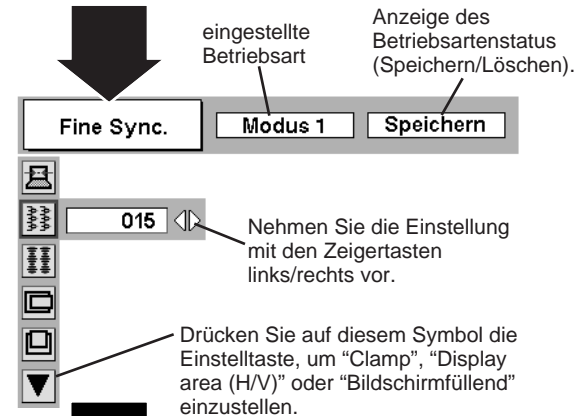 eingestellte
Betriebsart
Anzeige des
Betriebsartenstatus
(Speichern/Löschen).
Fine Sync.
Modus 1
Speichern
015
Nehmen Sie die Einstellung
mit den Zeigertasten
links/rechts vor.
Drücken Sie auf diesem Symbol die
Einstelltaste, um “Clamp”, “Display
area (H/V)” oder “Bildschirmfüllend”
einzustellen.